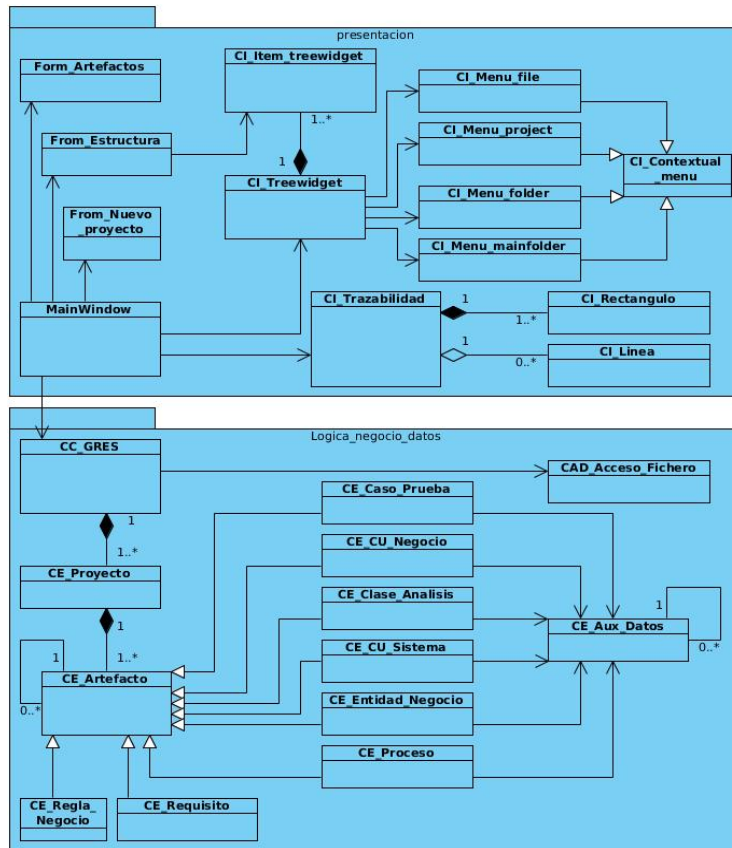 presentacion
Form_Artefactos
CI_Item_treewidget
CI_Menu_file
1..*
From_Estructura
CI_Menu_project
CI_Contextual
_menu
1
CI_Treewidget
CI_Menu_folder
From_Nuevo
_proyecto
CI_Menu_mainfolder
MainWindow
CI_Trazabilidad
1
CI_Rectangulo
1..*
1
CI_Linea
0..*
Logica_negocio_datos
CC_GRES
CAD_Acceso_Fichero
CE_Caso_Prueba
1
1..*
CE_CU_Negocio
CE_Proyecto
CE_Clase_Analisis
1
CE_Aux_Datos
1
0..*
CE_CU_Sistema
1
1..*
CE_Artefacto
CE_Entidad_Negocio
0..*
CE_Proceso
CE_Regla_
Negocio
CE_Requisito